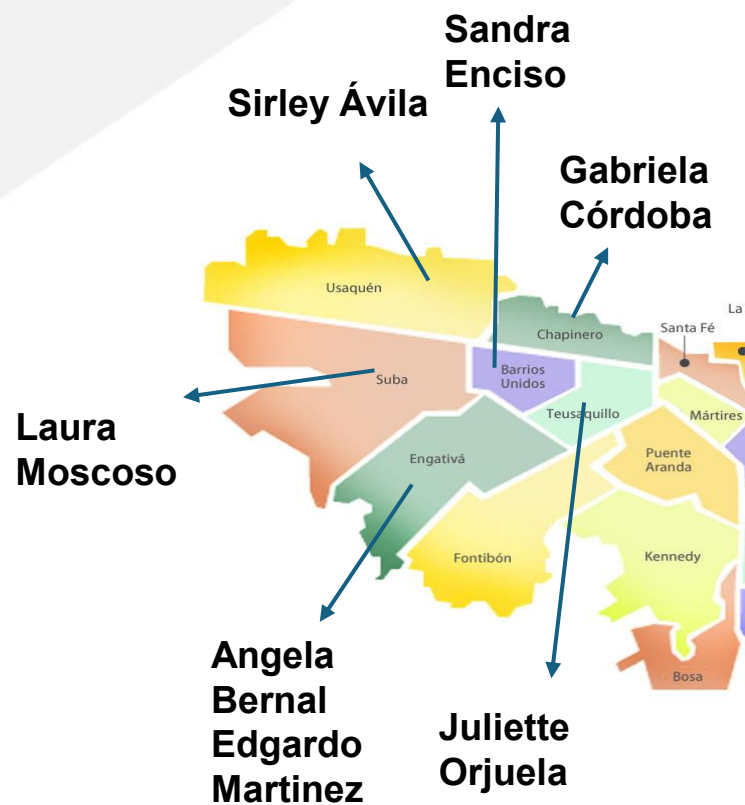 Sandra
Enciso
Sirley Ávila
Gabriela
Córdoba
Usaquén
La
Santa Fé
Chapinero
Barrios
Unidos
Suba
Teusaquillo
Mártires
Laura
Moscoso
Engativá
Puente
Aranda
Fontibón
Kennedy
Bosa
Angela
Bernal
Edgardo
Martinez
Juliette
Orjuela